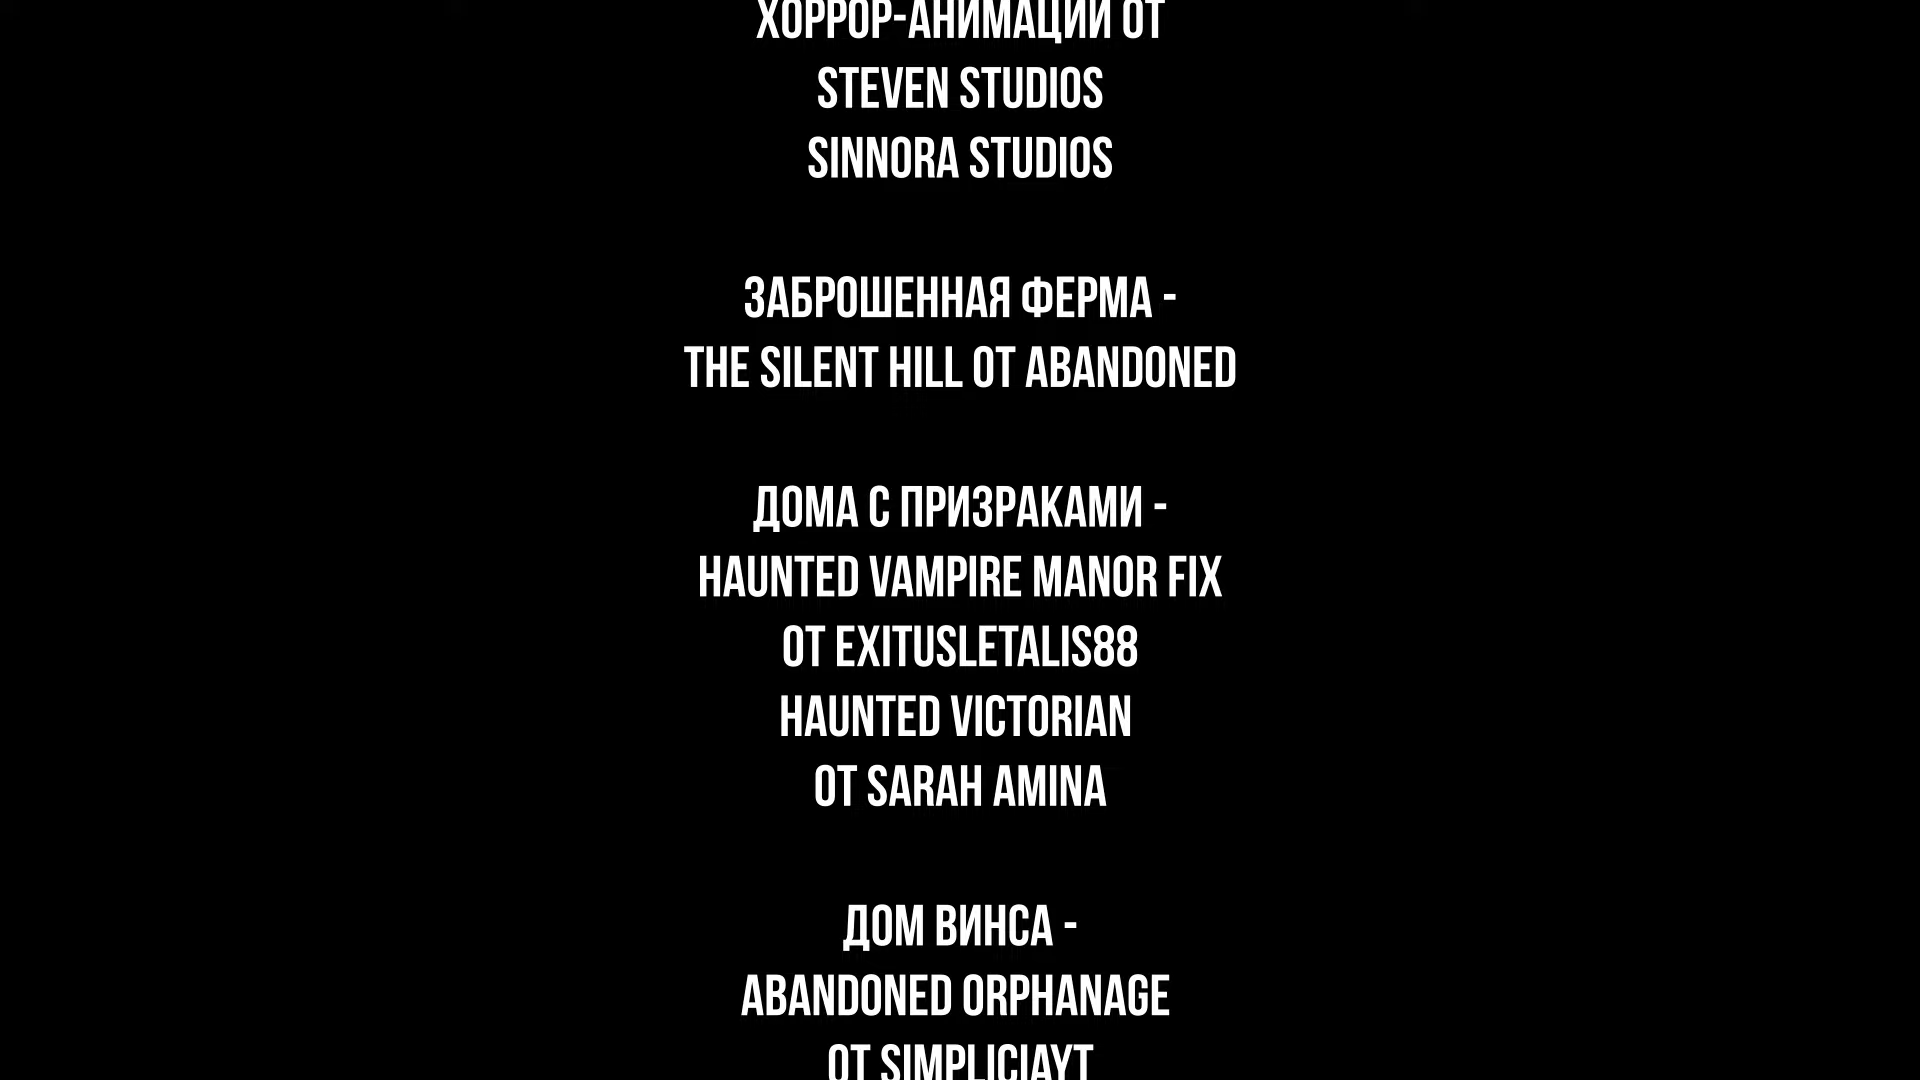 ХОРРОР-АНИМАЦИИ ОТ
STEVEN STUDIOS
SINNORA STUDIOS
ЗАБРОШЕННАЯ ФЕРМА -
THE SILENT HILL ОТ ABANDONED
ДОМА С ПРИЗРАКАМИ -
HAUNTED VAMPIRE MANOR FIX
ОТ EXITUSLETALIS88
HAUNTED VICTORIAN
ОТ SARAH AMINA
ДОМ ВИНСА -
ABANDONED ORPHANAGE
ОТ SIMPLICIAYT